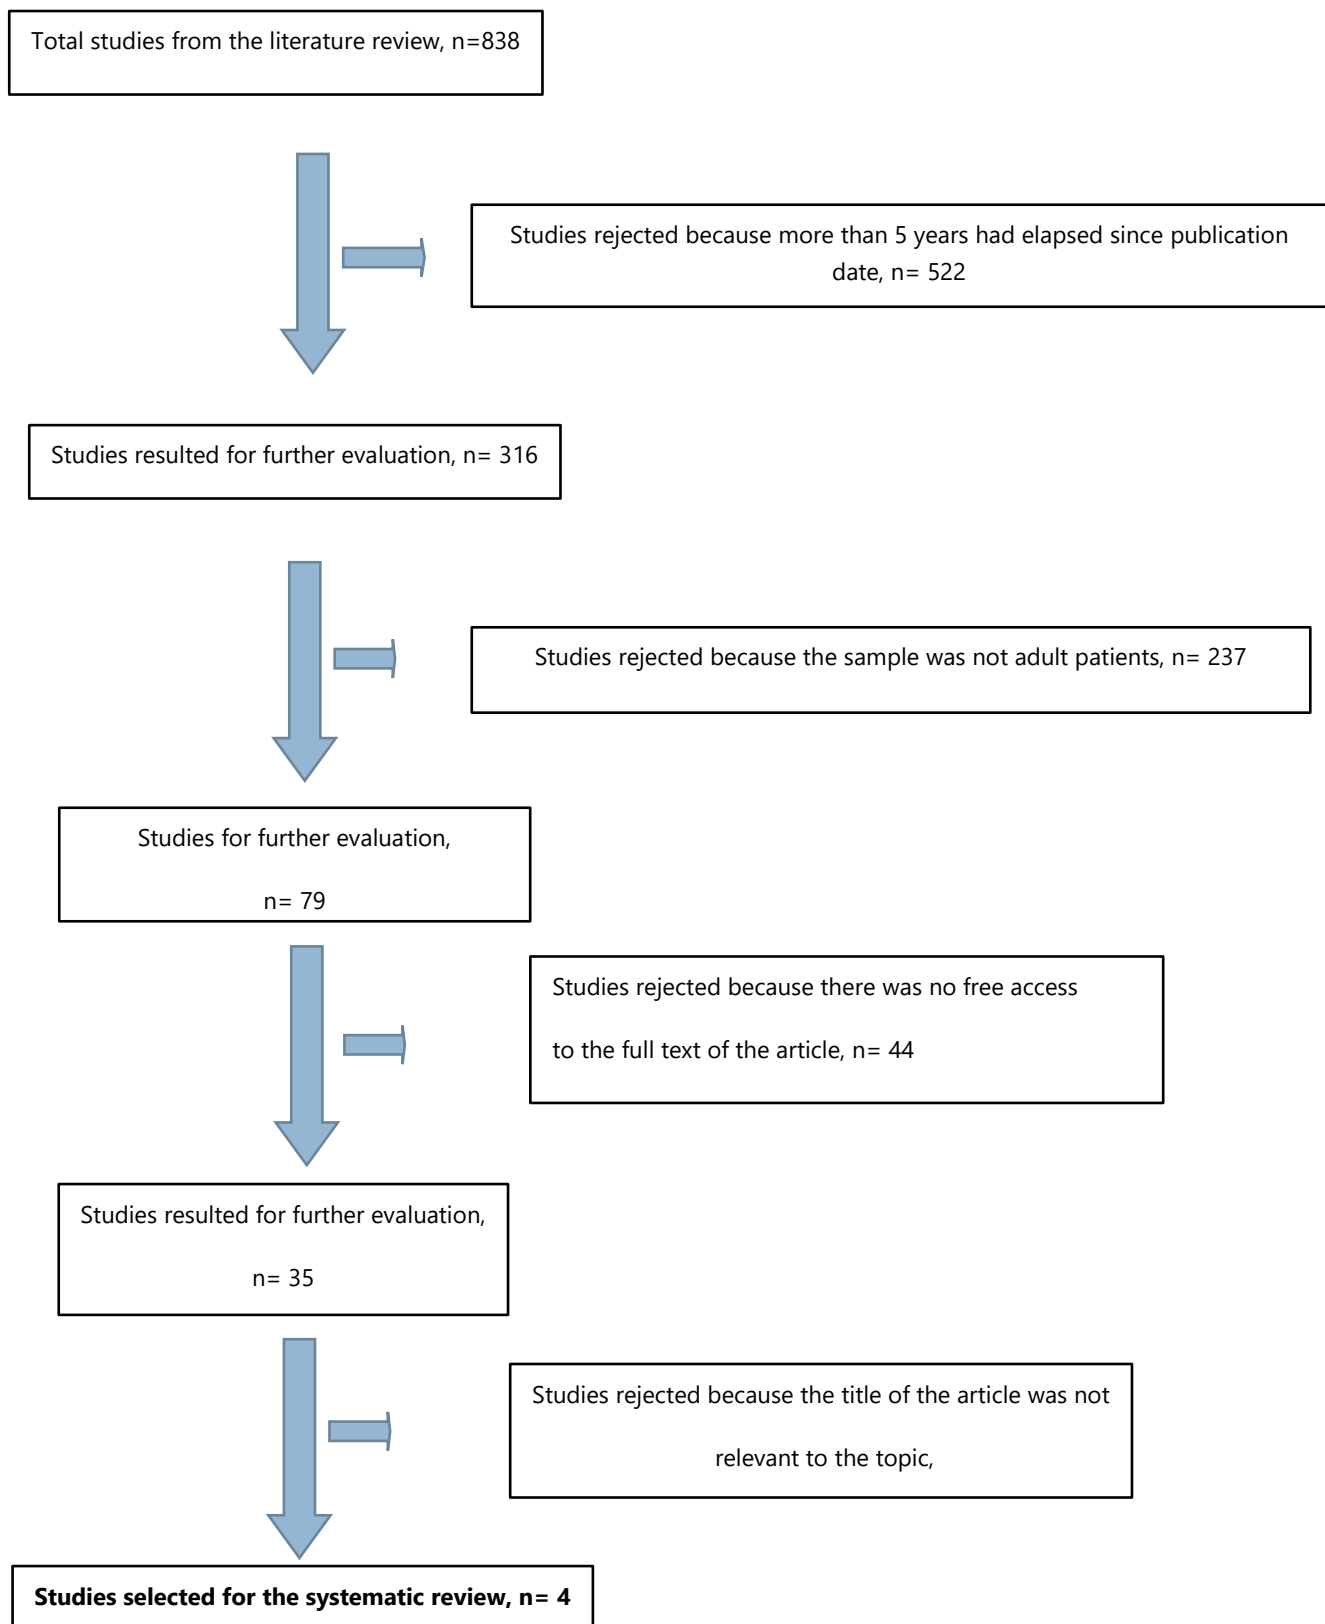 Total studies from the literature review, n=838
Studies rejected because more than 5 years had elapsed since publication
date, n= 522
Studies resulted for further evaluation, n= 316
Studies rejected because the sample was not adult patients, n= 237
Studies for further evaluation,
n= 79
Studies rejected because there was no free access
to the full text of the article, n= 44
Studies resulted for further evaluation,
n= 35
Studies rejected because the title of the article was not
relevant to the topic,
Studies selected for the systematic review, n= 4